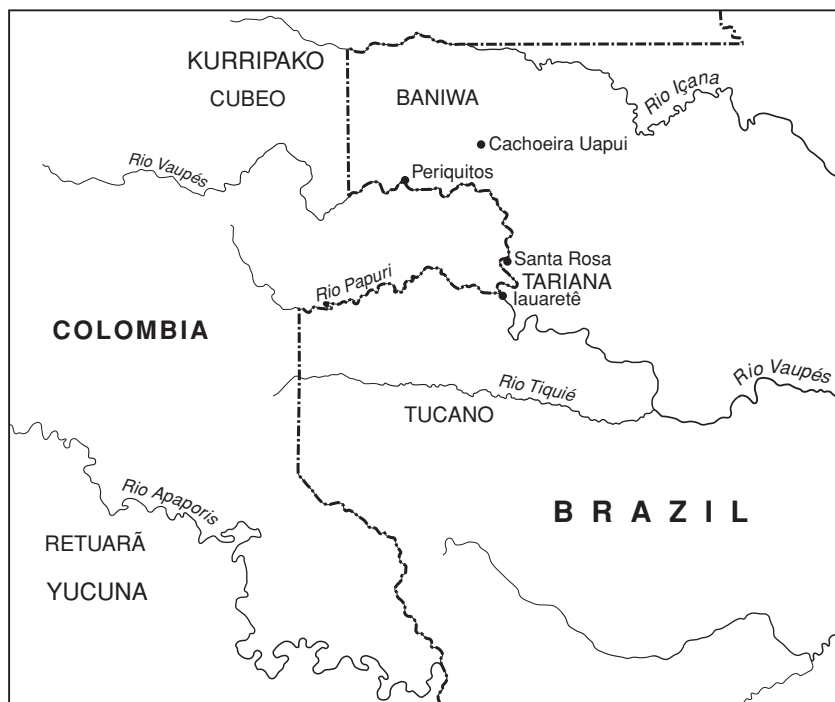 KURRIPAKO
CUBEO
BANIWA
Rio Içana
Cachoeira Uapui
Rio Vaupés
Periquitos
Santa Rosa
TARIANA
Iauaretê
Rio Papuri
COLOMBIA
Rio Vaupés
Rio Tiquié
TUCANO
Rio Apaporis
BRAZIL
RETUARÃ
YUCUNA